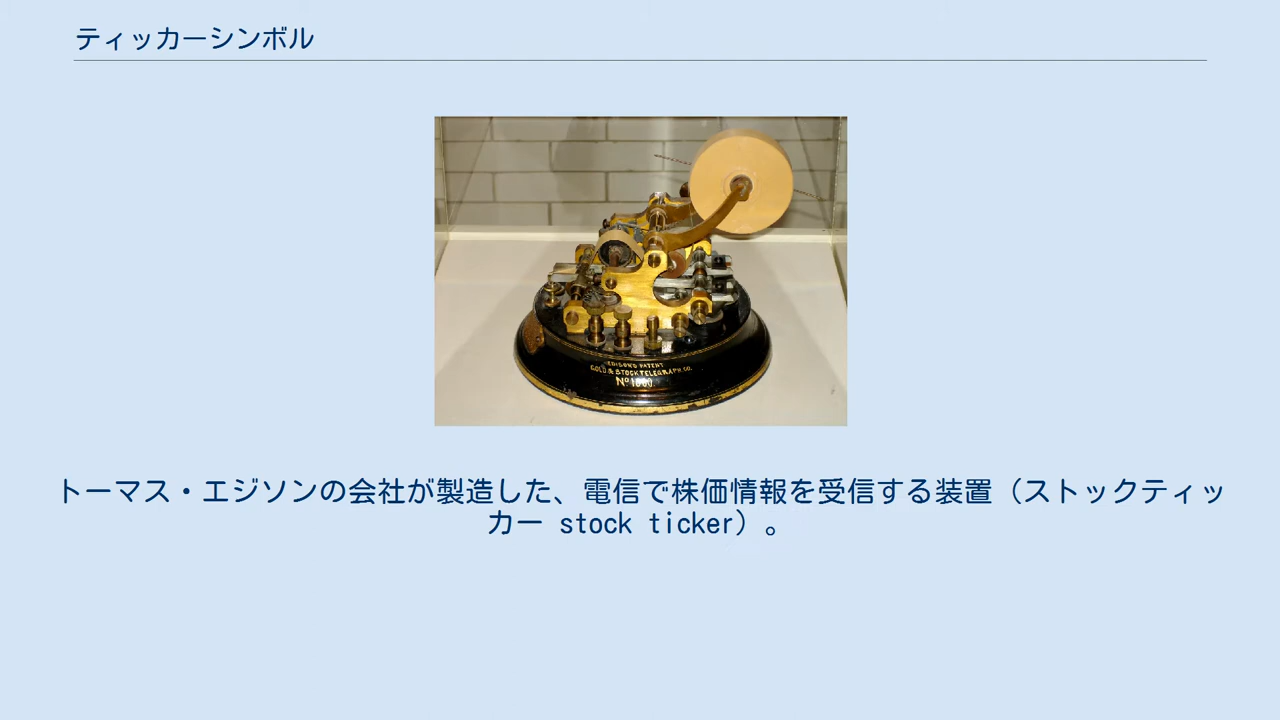 ティッカーシンボル
EDISON'S PATENT
GOLD & STOCK TELEGRAPH CO.
トーマス・エジソンの会社が製造した、電信で株価情報を受信する装置（ストックティッ
カー stock ticker）。